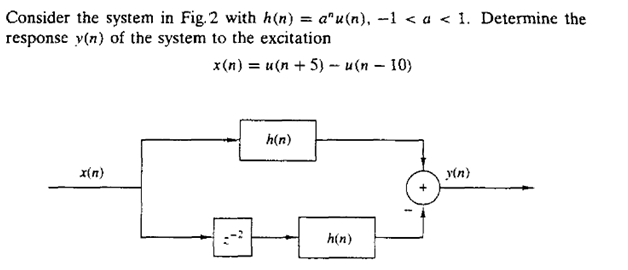 Consider the system in Fig.2 with h(n) = aⁿu(n), −1 < a < 1. Determine the
response y(n) of the system to the excitation
x(n) = u(n + 5) − u(n − 10)
h(n)
x(n)
y(n)
+
−
z⁻²
h(n)